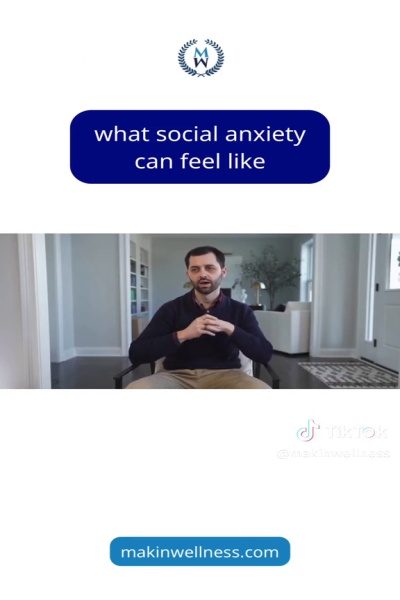 MW
what social anxiety
can feel like
TikTok
@makinwellness
makinwellness.com